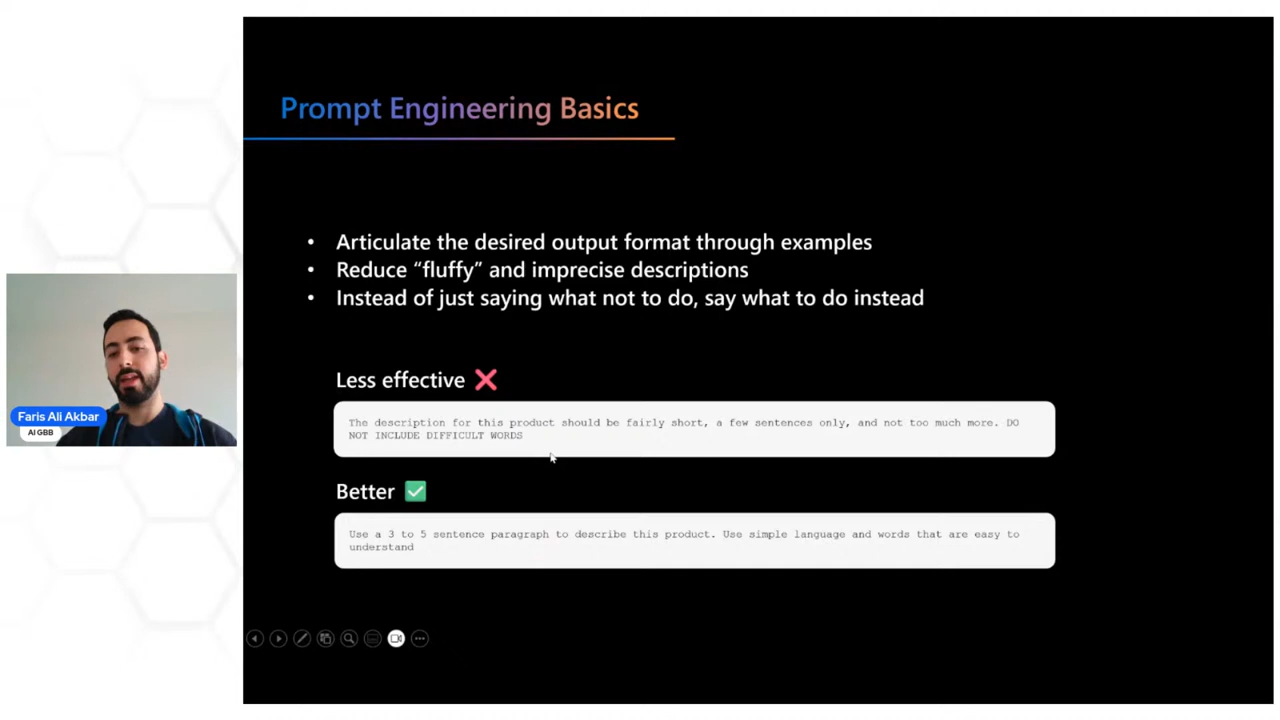 Prompt Engineering Basics
• Articulate the desired output format through examples
• Reduce “fluffy” and imprecise descriptions
• Instead of just saying what not to do, say what to do instead
Less effective ❌
The description for this product should be fairly short, a few sentences only, and not too much more. DO
NOT INCLUDE DIFFICULT WORDS
Better ✅
Use a 3 to 5 sentence paragraph to describe this product. Use simple language and words that are easy to
understand
Faris Ali Akbar
AI GBB